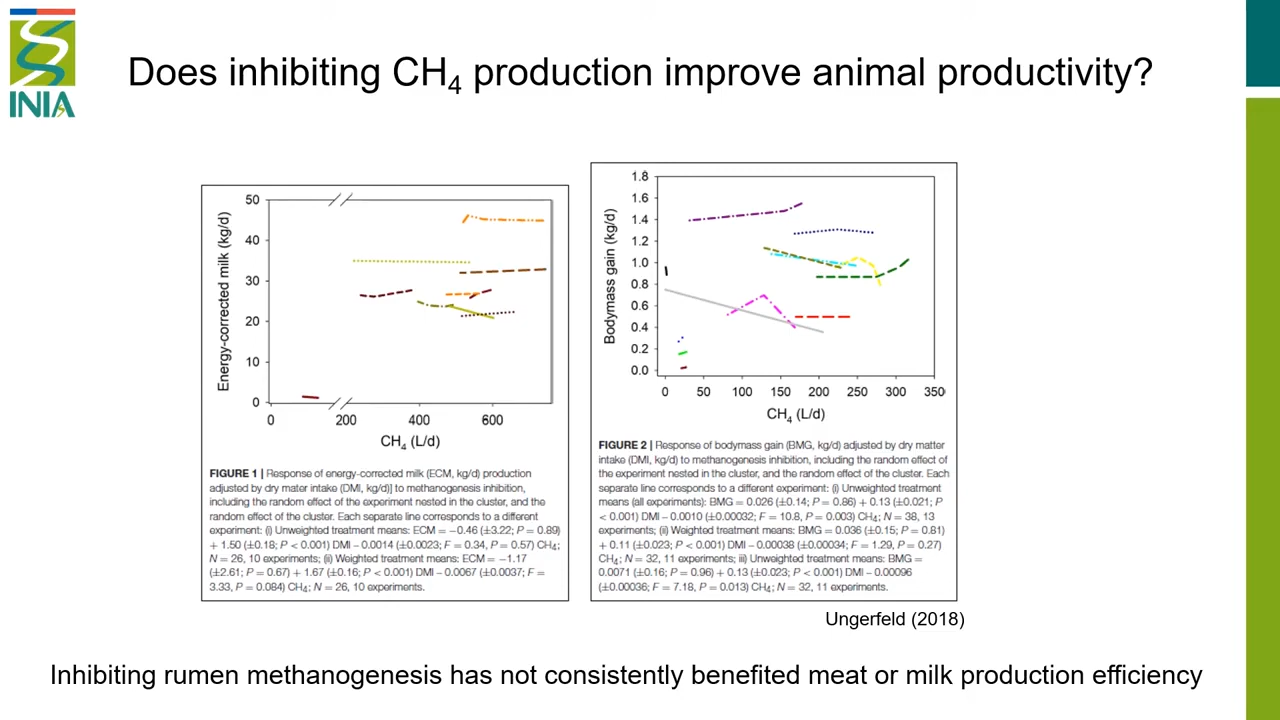 INIA
Does inhibiting CH4 production improve animal productivity?
50
40
30
20
10
0
Energy-corrected milk (kg/d)
0 200 400 600
CH4 (L/d)
FIGURE 1 | Response of energy-corrected milk (ECM, kg/d) production
adjusted by dry mater intake (DMI, kg/d)] to methanogenesis inhibition,
including the random effect of the experiment nested in the cluster, and the
random effect of the cluster. Each separate line corresponds to a different
experiment: (i) Unweighted treatment means: ECM = −0.46 (±3.22; P = 0.89)
+ 1.50 (±0.18; P < 0.001) DMI – 0.0014 (±0.0023; F = 0.34, P = 0.57) CH4;
N = 26, 10 experiments; (ii) Weighted treatment means: ECM = −1.17
(±2.61; P = 0.67) + 1.67 (±0.16; P < 0.001) DMI – 0.0067 (±0.0037; F =
3.33, P = 0.084) CH4; N = 26, 10 experiments.
1.8
1.6
1.4
1.2
1.0
0.8
0.6
0.4
0.2
0.0
Bodymass gain (kg/d)
0 50 100 150 200 250 300 350
CH4 (L/d)
FIGURE 2 | Response of bodymass gain (BMG, kg/d) adjusted by dry matter
intake (DMI, kg/d) to methanogenesis inhibition, including the random effect of
the experiment nested in the cluster, and the random effect of the cluster. Each
separate line corresponds to a different experiment: (i) Unweighted treatment
means (all experiments): BMG = 0.026 (±0.14; P = 0.86) + 0.13 (±0.021; P
< 0.001) DMI – 0.0010 (±0.00032; F = 10.8, P = 0.003) CH4; N = 38, 13
experiments; (ii) Weighted treatment means: BMG = 0.036 (±0.15; P = 0.81)
+ 0.11 (±0.023; P < 0.001) DMI – 0.00038 (±0.00034; F = 1.29, P = 0.27)
CH4; N = 32, 11 experiments; iii) Unweighted treatment means: BMG =
0.0071 (±0.16; P = 0.96) + 0.13 (±0.023; P < 0.001) DMI – 0.00096
(±0.00036; F = 7.18, P = 0.013) CH4; N = 32, 11 experiments.
Ungerfeld (2018)
Inhibiting rumen methanogenesis has not consistently benefited meat or milk production efficiency